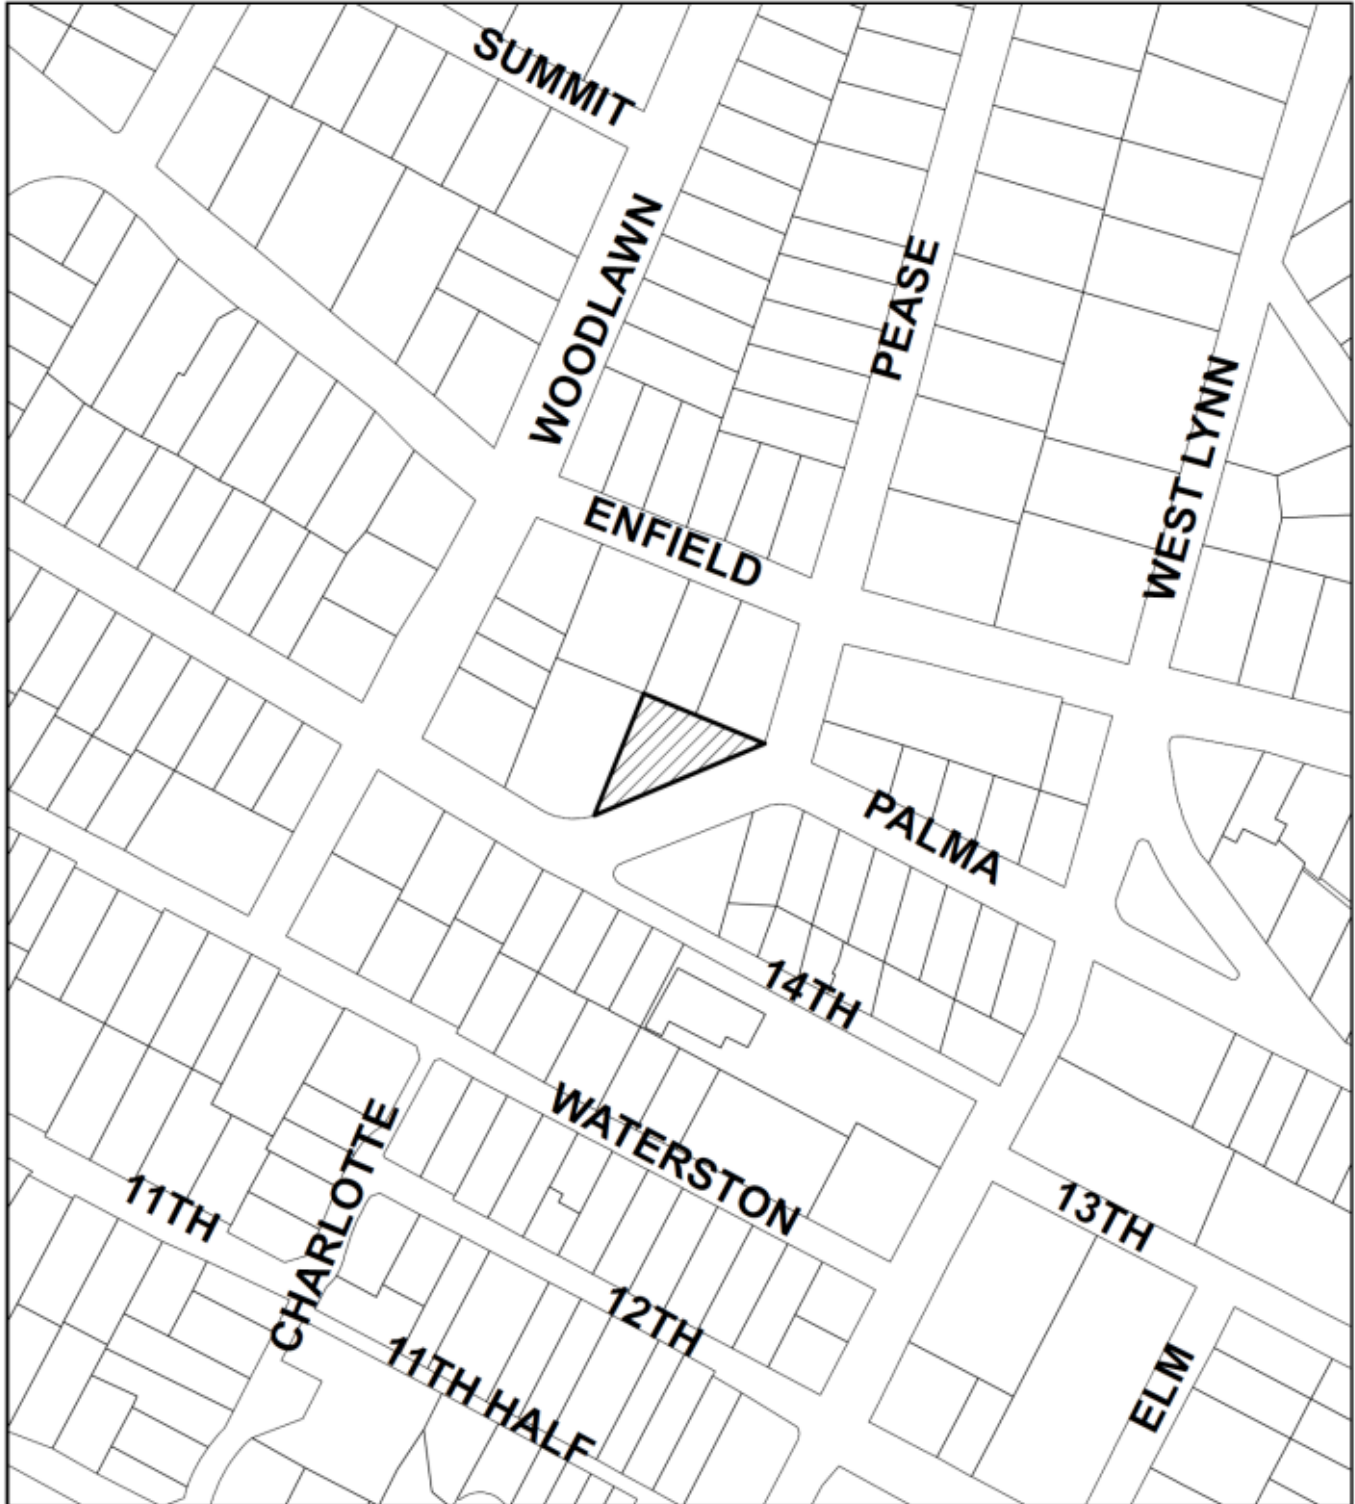 SUMMIT
WOODLAWN
PEASE
WEST LYNN
ENFIELD
PALMA
14TH
WATERSTON
CHARLOTTE
11TH
13TH
12TH
11TH HALF
ELM